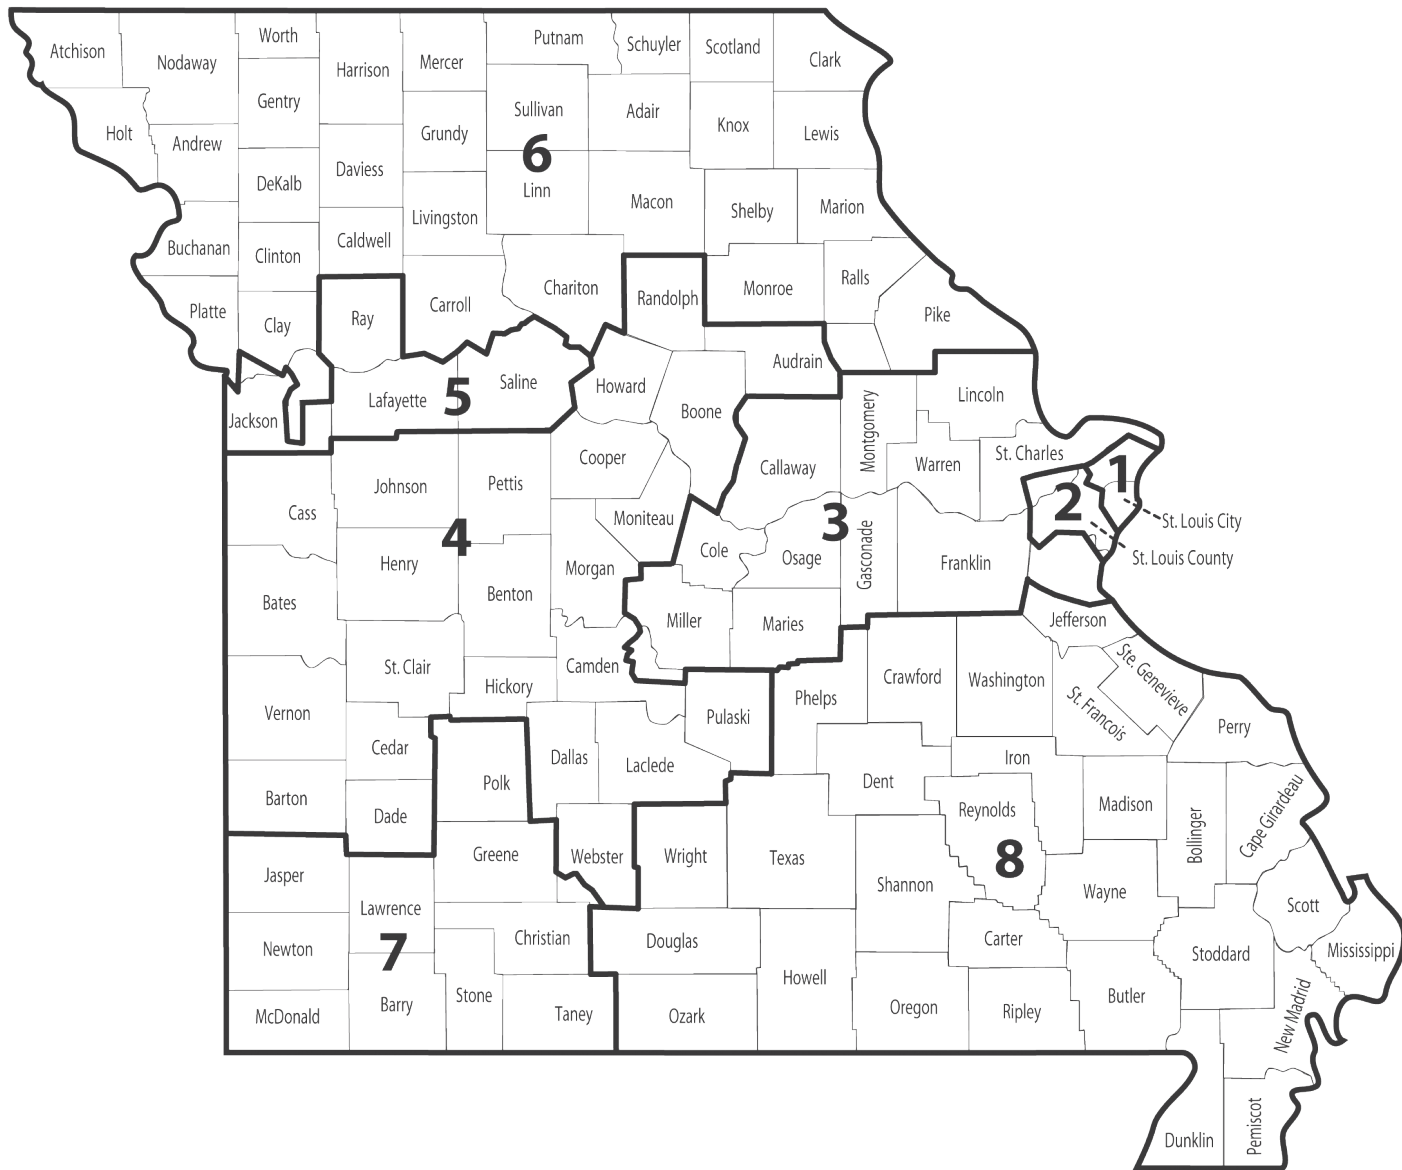 Atchison
Nodaway
Worth
Harrison
Mercer
Putnam
Schuyler
Scotland
Clark
Holt
Andrew
Gentry
DeKalb
Daviess
Grundy
Sullivan
Adair
Knox
Lewis
6
Linn
Macon
Shelby
Marion
Buchanan
Clinton
Caldwell
Livingston
Platte
Clay
Ray
Carroll
Chariton
Randolph
Monroe
Ralls
Pike
Audrain
Jackson
Lafayette
5
Saline
Howard
Boone
Callaway
Montgomery
Lincoln
Warren
St. Charles
1
2
St. Louis City
St. Louis County
Cass
Johnson
Pettis
Cooper
Moniteau
4
Cole
Osage
3
Gasconade
Franklin
Bates
Henry
Benton
Morgan
Miller
Maries
Jefferson
St. Clair
Hickory
Camden
Vernon
Cedar
Polk
Dallas
Laclede
Pulaski
Phelps
Crawford
Washington
St. Francois
Ste. Genevieve
Perry
Barton
Dade
Greene
Webster
Wright
Texas
Dent
Iron
Reynolds
8
Madison
Bollinger
Cape Girardeau
Jasper
Lawrence
7
Newton
Christian
Douglas
Shannon
Carter
Wayne
Scott
Stoddard
Mississippi
McDonald
Barry
Stone
Taney
Ozark
Howell
Oregon
Ripley
Butler
New Madrid
Dunklin
Pemiscot